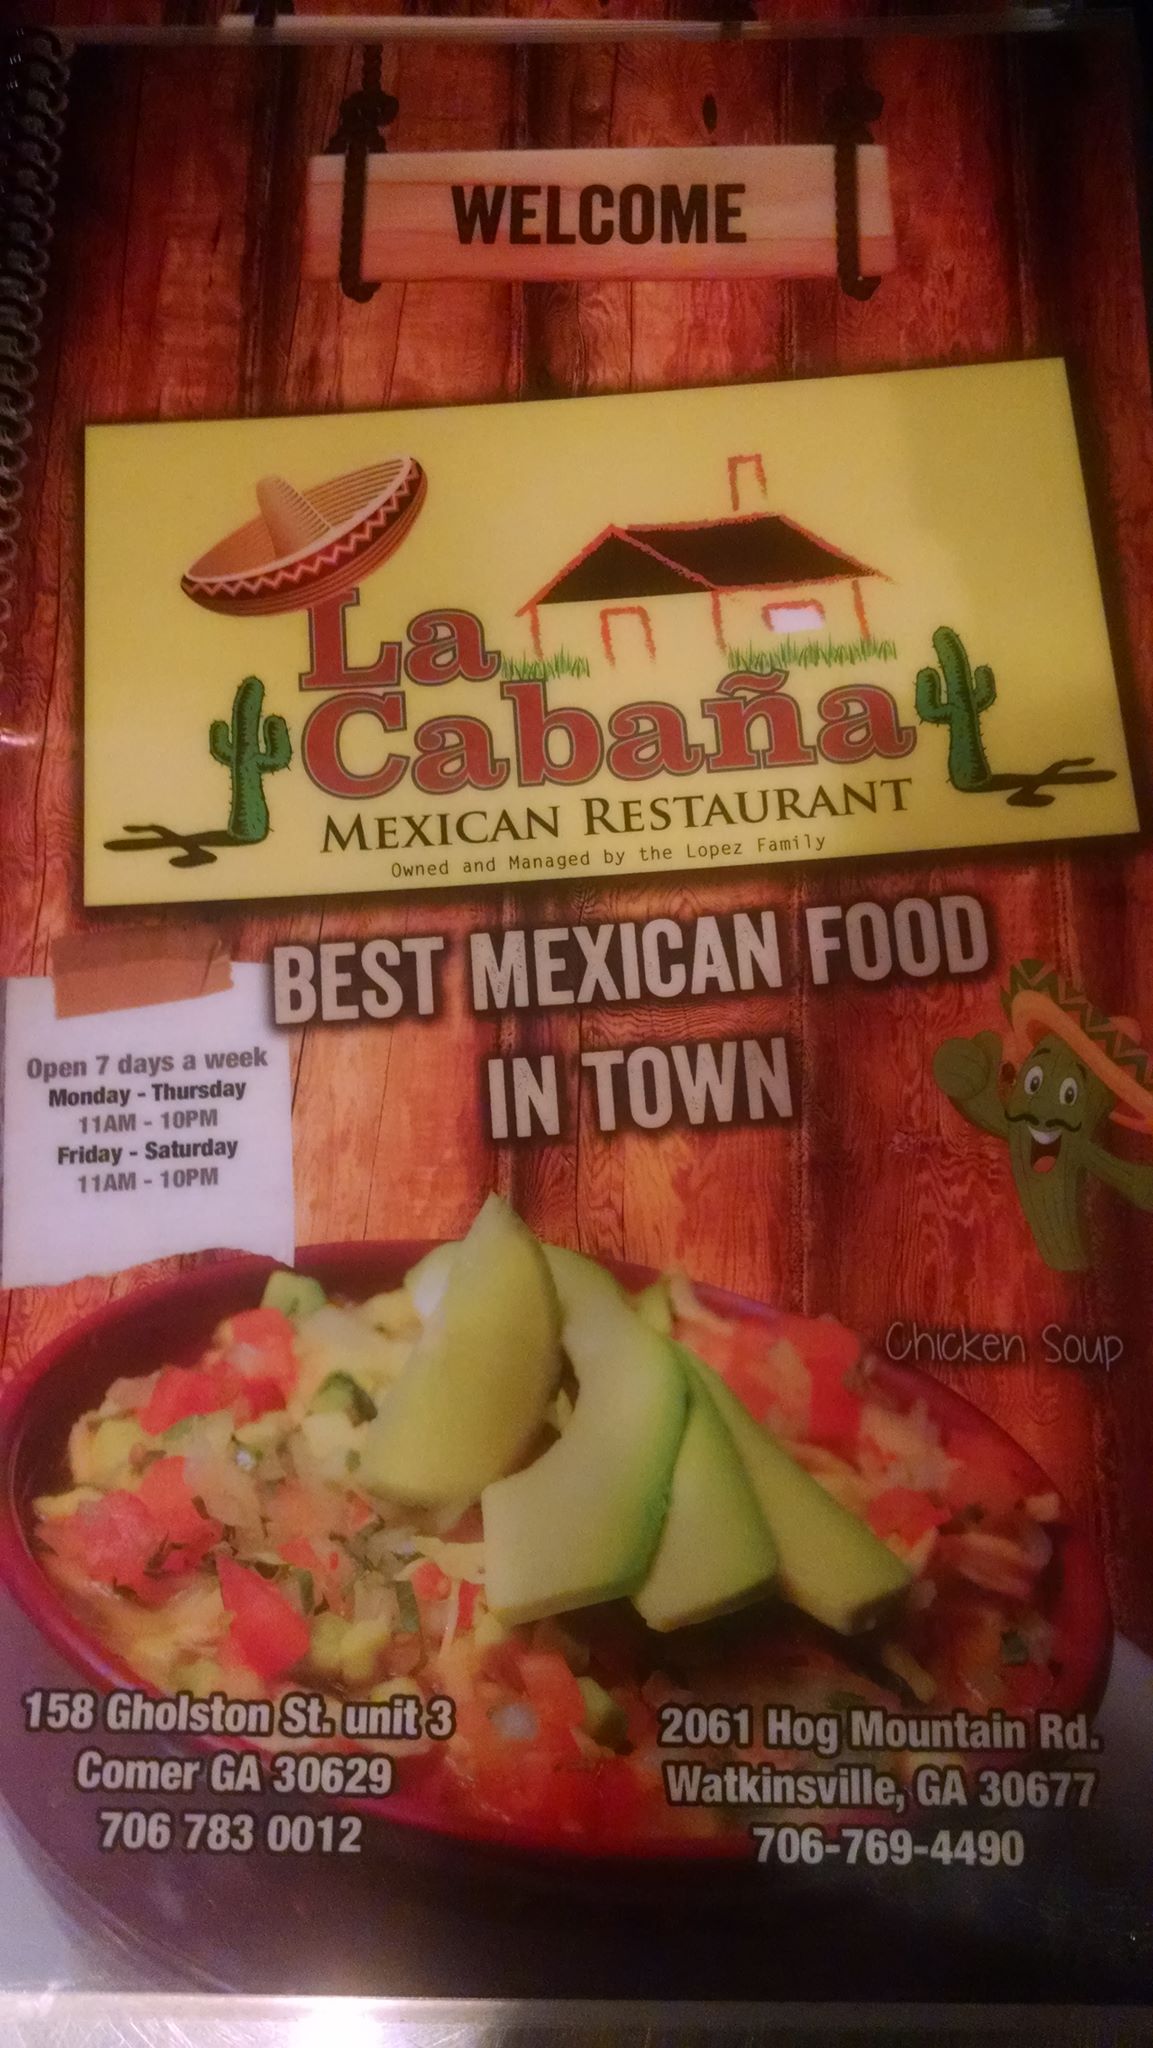 WELCOME
La
Cabaña
MEXICAN RESTAURANT
Owned and Managed by the Lopez Family
BEST MEXICAN FOOD
IN TOWN
Open 7 days a week
Monday - Thursday
11AM - 10PM
Friday - Saturday
11AM - 10PM
Chicken Soup
158 Gholston St. unit 3
Comer GA 30629
706 783 0012
2061 Hog Mountain Rd.
Watkinsville, GA 30677
706-769-4490